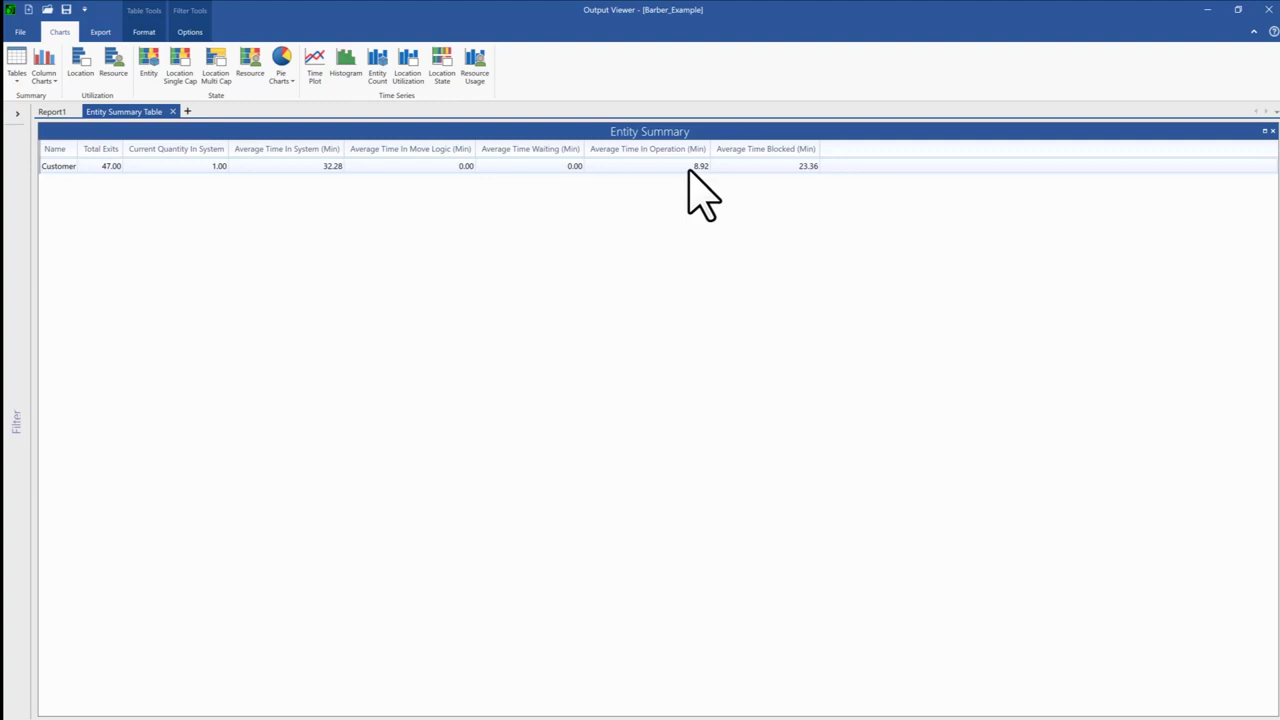 Output Viewer - [Barber_Example]
Table Tools Filter Tools
File Charts Export Format Options
Tables Column Charts Location Resource Entity Location Single Cap Location Multi Cap Resource Pie Charts Time Plot Histogram Entity Count Location Utilization Location State Resource Usage
Summary Utilization State Time Series
Report1 Entity Summary Table
Entity Summary
Name Total Exits Current Quantity In System Average Time In System (Min) Average Time In Move Logic (Min) Average Time Waiting (Min) Average Time In Operation (Min) Average Time Blocked (Min)
Customer 47.00 1.00 32.28 0.00 0.00 8.92 23.36
Filter